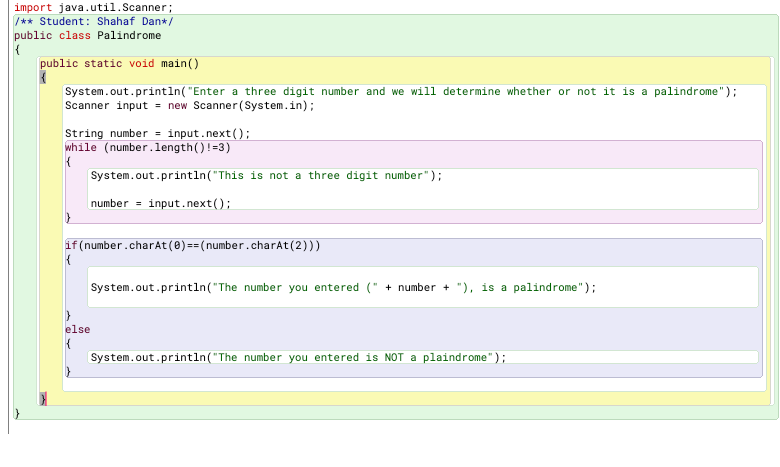 import java.util.Scanner;
/** Student: Shahaf Dan*/
public class Palindrome
{
public static void main()
{
System.out.println("Enter a three digit number and we will determine whether or not it is a palindrome");
Scanner input = new Scanner(System.in);
String number = input.next();
while (number.length()!=3)
{
System.out.println("This is not a three digit number");
number = input.next();
}
if(number.charAt(0)==(number.charAt(2)))
{
System.out.println("The number you entered (" + number + "), is a palindrome");
}
else
{
System.out.println("The number you entered is NOT a plaindrome");
}
}
}